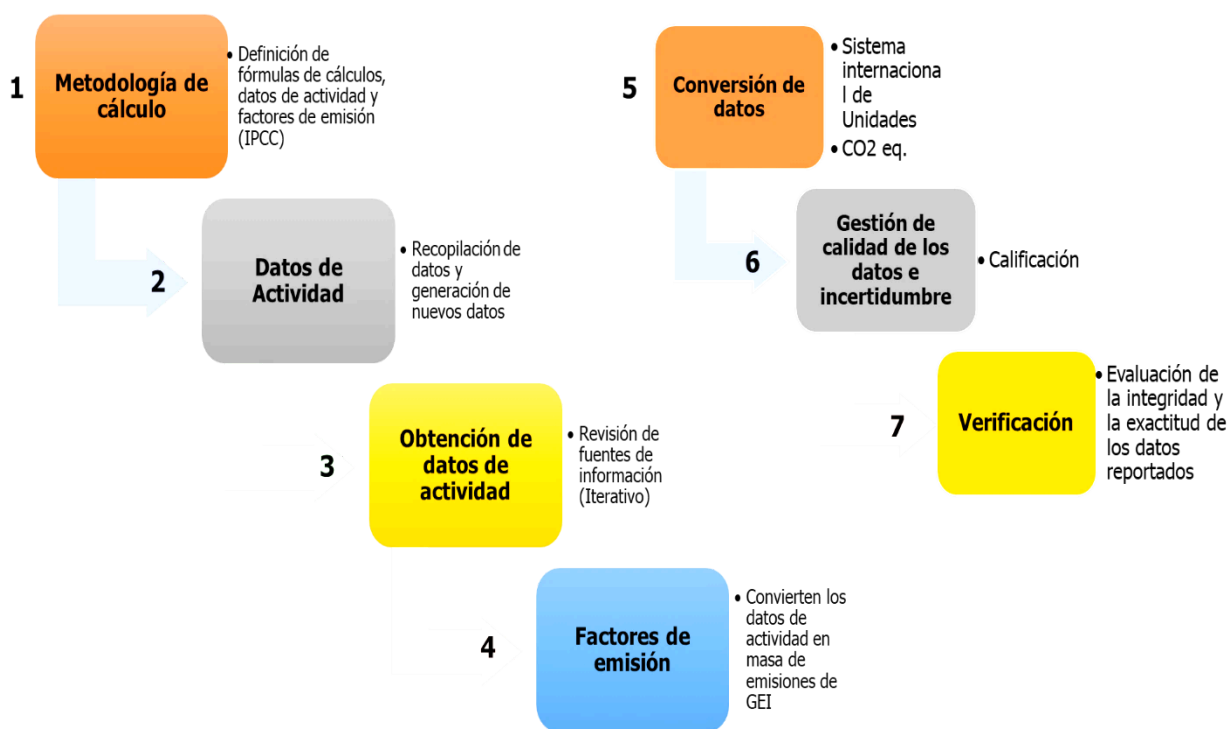 1
Metodología de
cálculo
• Definición de
fórmulas de cálculos,
datos de actividad y
factores de emisión
(IPCC)
2
Datos de
Actividad
• Recopilación de
datos y
generación de
nuevos datos
3
Obtención de
datos de
actividad
• Revisión de
fuentes de
información
(Iterativo)
4
Factores de
emisión
• Convierten los
datos de
actividad en
masa de
emisiones de
GEI
5
Conversión de
datos
• Sistema
internaciona
l de
Unidades
• CO2 eq.
6
Gestión de
calidad de los
datos e
incertidumbre
• Calificación
7
Verificación
• Evaluación de
la integridad y
la exactitud de
los datos
reportados